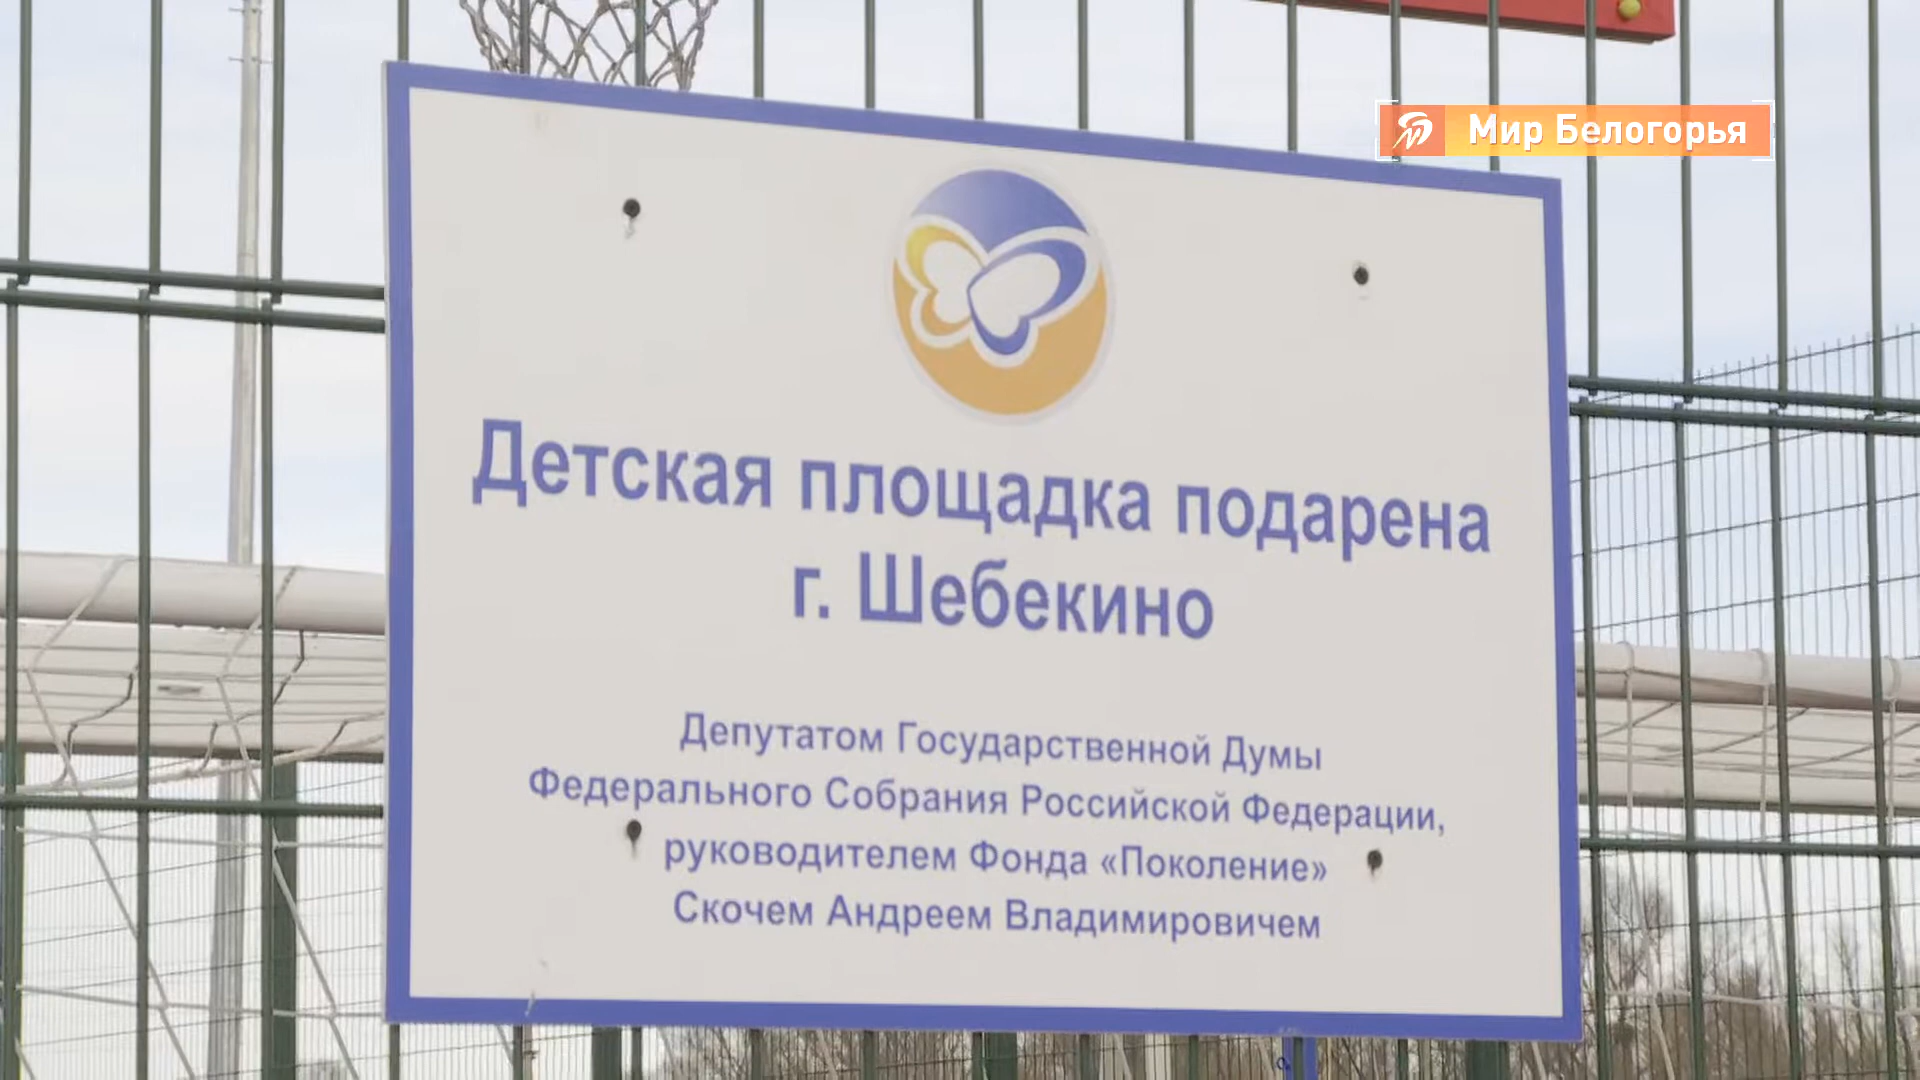 Мир Белогорья
Детская площадка подарена
г. Шебекино
Депутатом Государственной Думы
Федерального Собрания Российской Федерации,
руководителем Фонда «Поколение»
Скочем Андреем Владимировичем